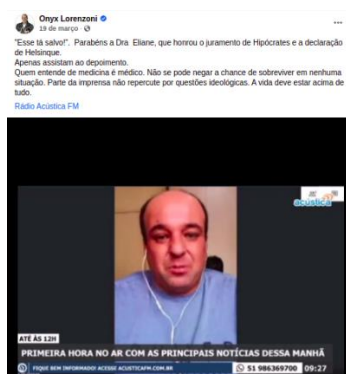 Onyx Lorenzoni
19 de março ·
"Esse tá salvo!". Parabéns a Dra Eliane, que honrou o juramento de Hipócrates e a declaração
de Helsinque.
Apenas assistam ao depoimento.
Quem entende de medicina é médico. Não se pode negar a chance de sobreviver em nenhuma
situação. Parte da imprensa não repercute por questões ideológicas. A vida deve estar acima de
tudo.
Rádio Acústica FM
acústica
ATÉ ÀS 12H
PRIMEIRA HORA NO AR COM AS PRINCIPAIS NOTÍCIAS DESSA MANHÃ
FIQUE BEM INFORMADO! ACESSE ACUSTICAFM.COM.BR
51 986369700
09:27